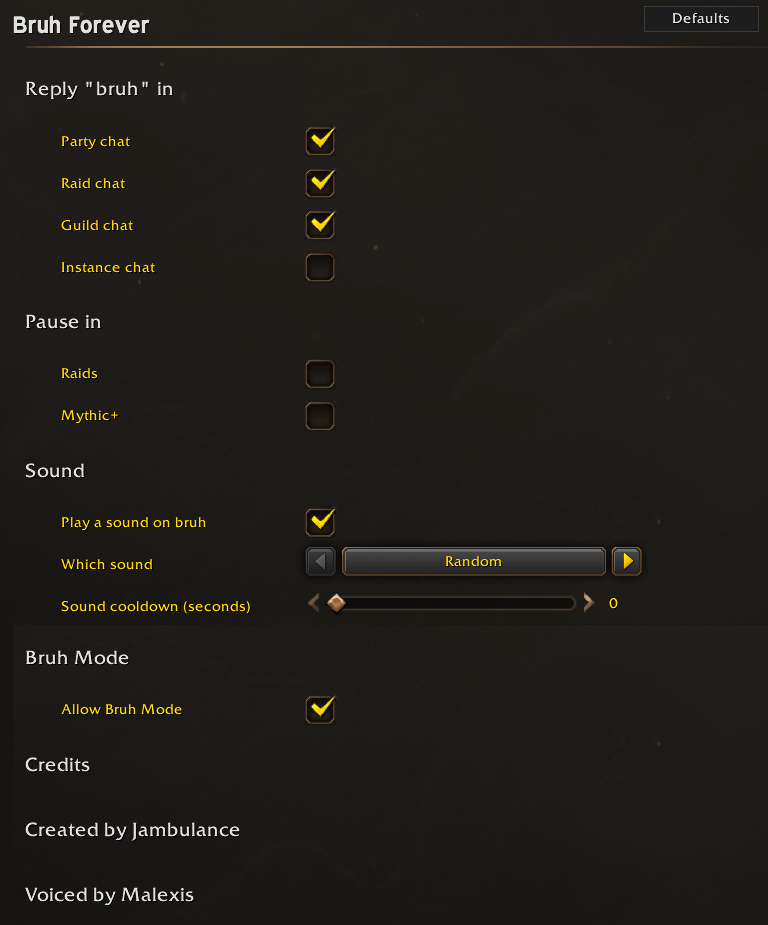 Bruh Forever
Defaults
Reply "bruh" in
Party chat
Raid chat
Guild chat
Instance chat
Pause in
Raids
Mythic+
Sound
Play a sound on bruh
Which sound
Random
Sound cooldown (seconds)
0
Bruh Mode
Allow Bruh Mode
Credits
Created by Jambulance
Voiced by Malexis